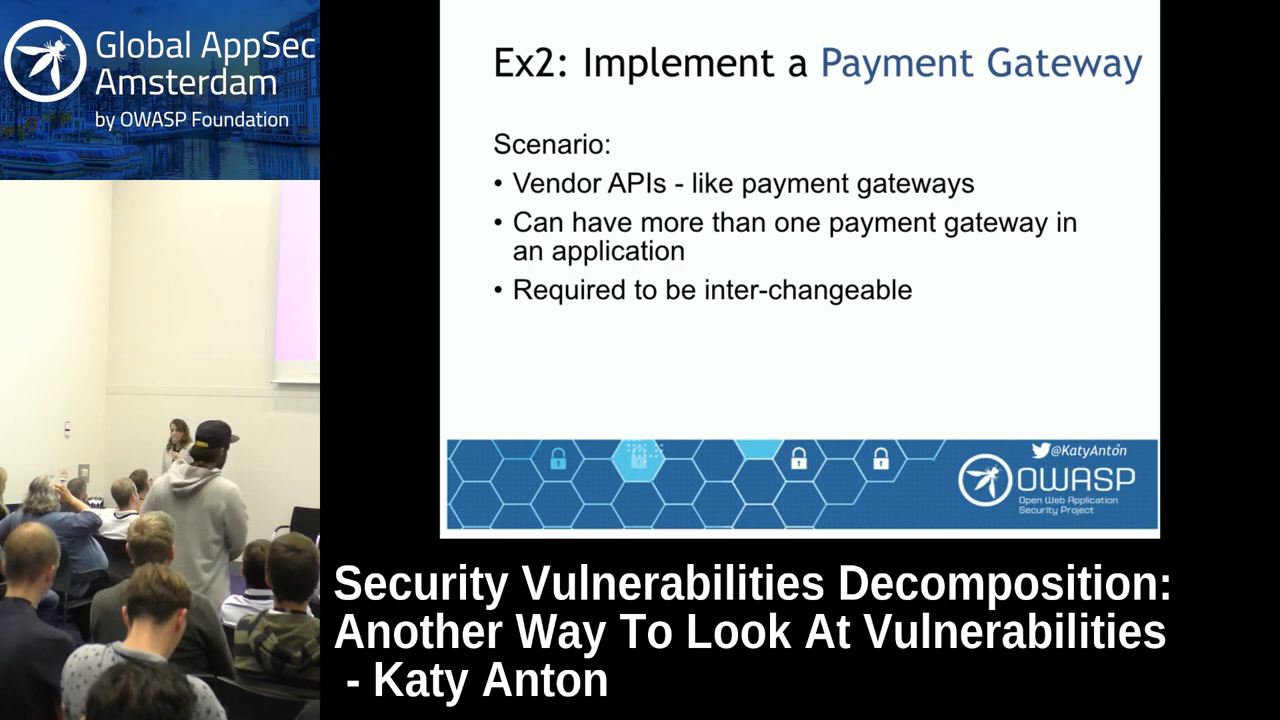 Global AppSec
Amsterdam
by OWASP Foundation
Ex2: Implement a Payment Gateway
Scenario:
• Vendor APIs - like payment gateways
• Can have more than one payment gateway in
an application
• Required to be inter-changeable
@KatyAnton
OWASP
Open Web Application
Security Project
Security Vulnerabilities Decomposition:
Another Way To Look At Vulnerabilities
- Katy Anton